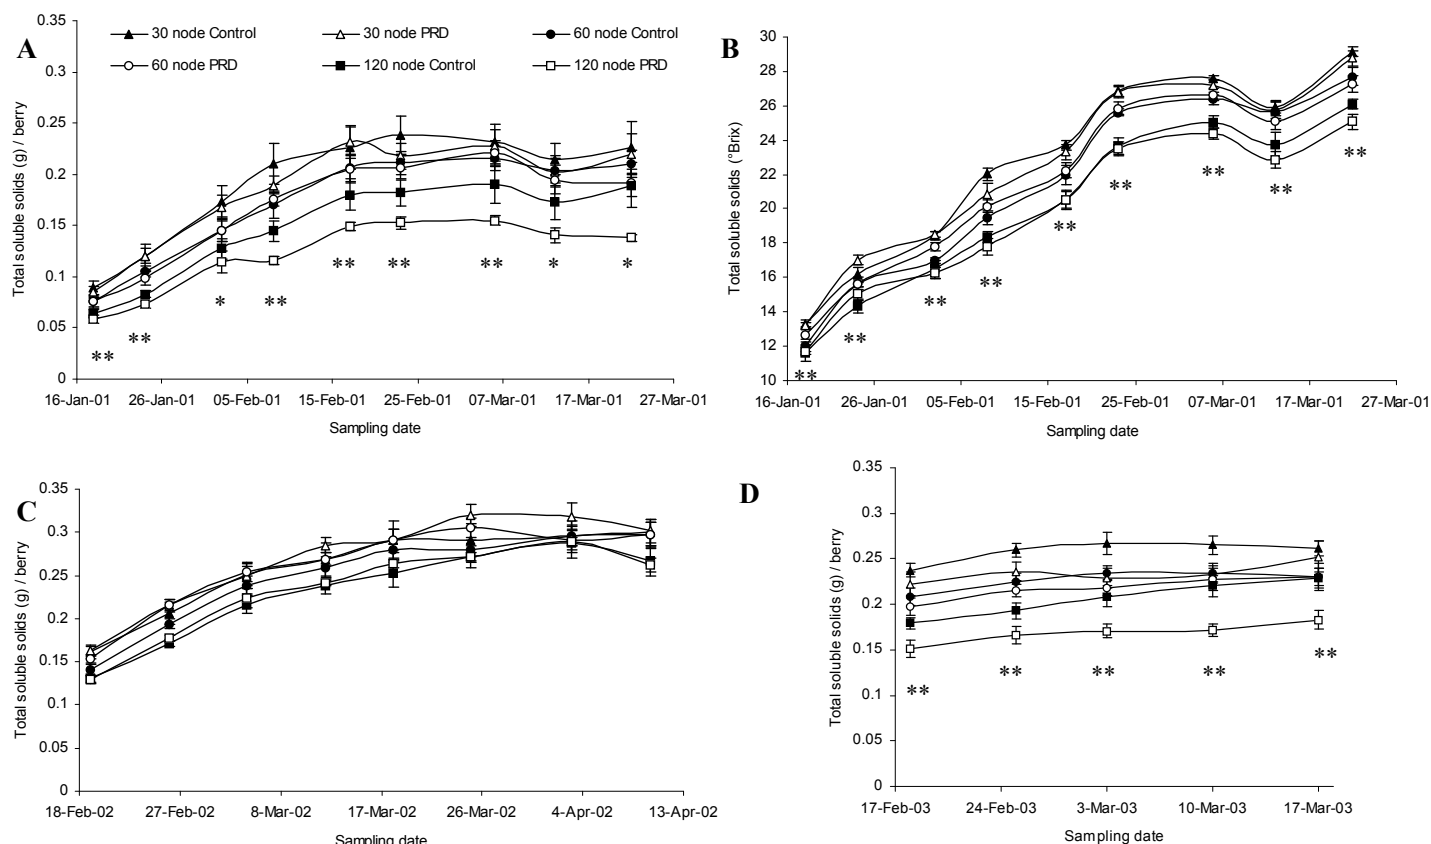 A
30 node Control 30 node PRD 60 node Control
60 node PRD 120 node Control 120 node PRD
Total soluble solids (g) / berry
0.35
0.3
0.25
0.2
0.15
0.1
0.05
0
** ** * ** ** ** ** * *
16-Jan-01 26-Jan-01 05-Feb-01 15-Feb-01 25-Feb-01 07-Mar-01 17-Mar-01 27-Mar-01
Sampling date
B
Total soluble solids (°Brix)
30
28
26
24
22
20
18
16
14
12
10
** ** ** ** ** ** ** ** **
16-Jan-01 26-Jan-01 05-Feb-01 15-Feb-01 25-Feb-01 07-Mar-01 17-Mar-01 27-Mar-01
Sampling date
C
Total soluble solids (g) / berry
0.35
0.3
0.25
0.2
0.15
0.1
0.05
0
18-Feb-02 27-Feb-02 8-Mar-02 17-Mar-02 26-Mar-02 4-Apr-02 13-Apr-02
Sampling date
D
Total soluble solids (g) / berry
0.35
0.3
0.25
0.2
0.15
0.1
0.05
0
** ** ** ** **
17-Feb-03 24-Feb-03 3-Mar-03 10-Mar-03 17-Mar-03
Sampling date